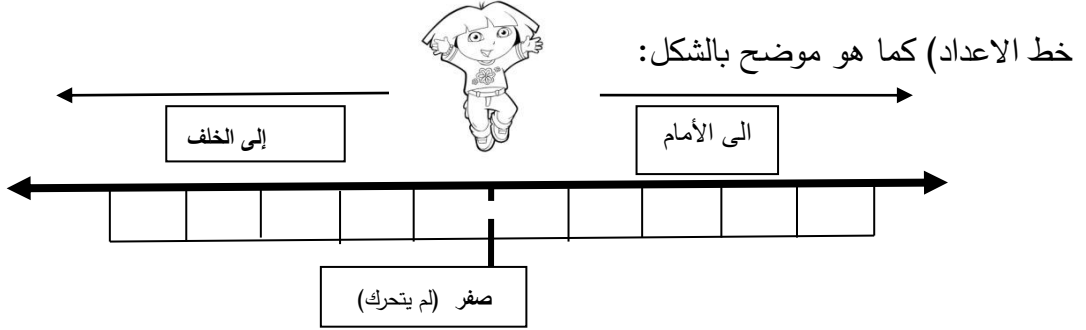 خط الاعداد) كما هو موضح بالشكل:
الى الأمام
إلى الخلف
صفر (لم يتحرك)